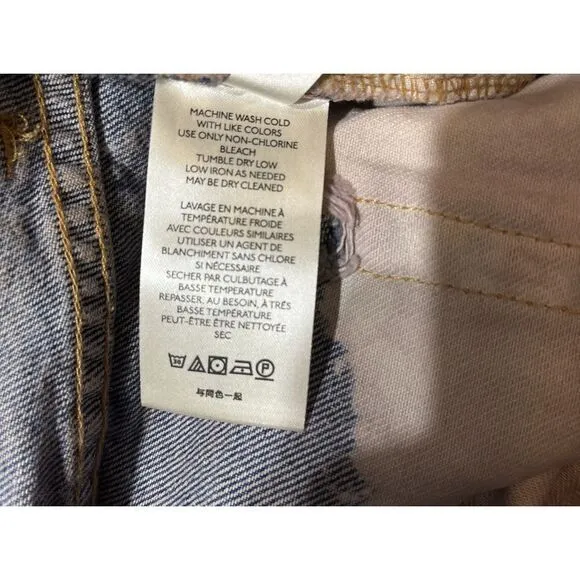 MACHINE WASH COLD
WITH LIKE COLORS
USE ONLY NON-CHLORINE
BLEACH
TUMBLE DRY LOW
LOW IRON AS NEEDED
MAY BE DRY CLEANED
LAVAGE EN MACHINE À
TEMPÉRATURE FROIDE
AVEC COULEURS SIMILAIRES
UTILISER UN AGENT DE
BLANCHIMENT SANS CHLORE
SI NÉCESSAIRE
SECHER PAR CULBUTAGE À
BASSE TEMPERATURE
REPASSER, AU BESOIN, À TRÈS
BASSE TEMPÉRATURE
PEUT-ÊTRE ÊTRE NETTOYÉE
SEC
30 P
与同色一起